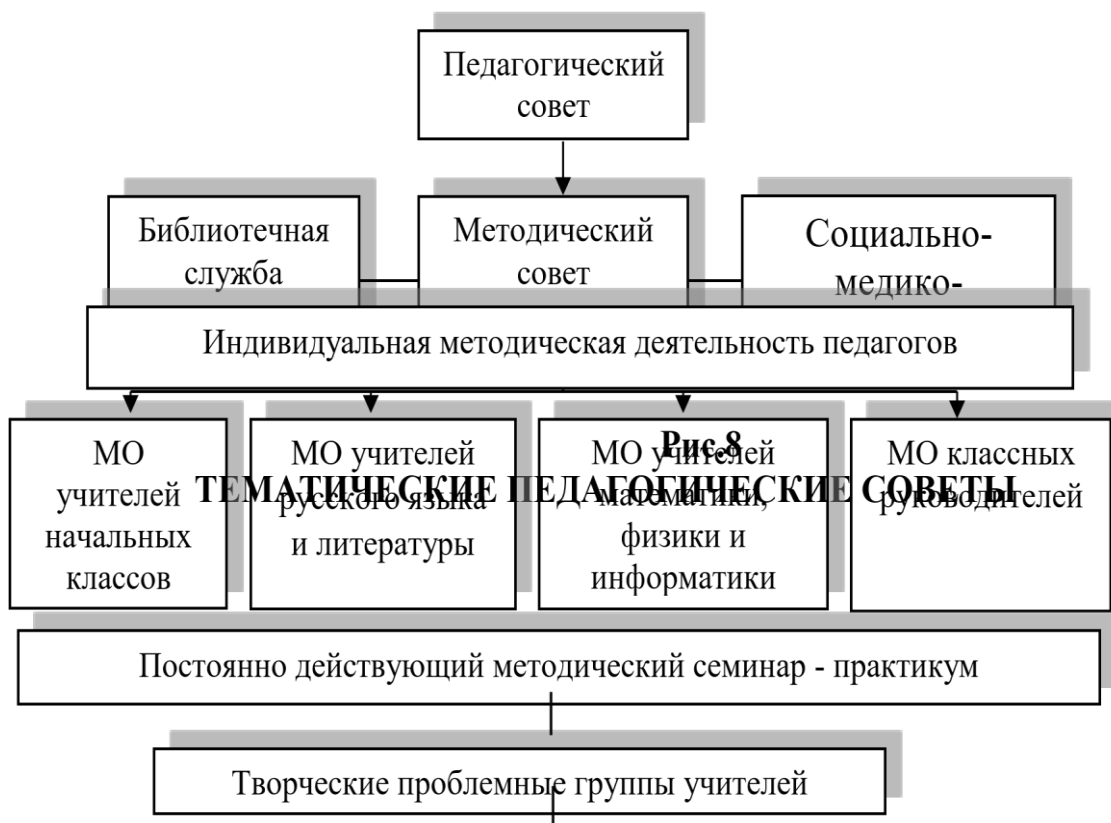 Педагогический
совет
Библиотечная
служба
Методический
совет
Социально-
медико-
Индивидуальная методическая деятельность педагогов
МО
учителей
начальных
классов
МО учителей
русского языка
и литературы
МО учителей
математики,
физики и
информатики
МО классных
руководителей
Рис.8
ТЕМАТИЧЕСКИЕ ПЕДАГОГИЧЕСКИЕ СОВЕТЫ
Постоянно действующий методический семинар - практикум
Творческие проблемные группы учителей